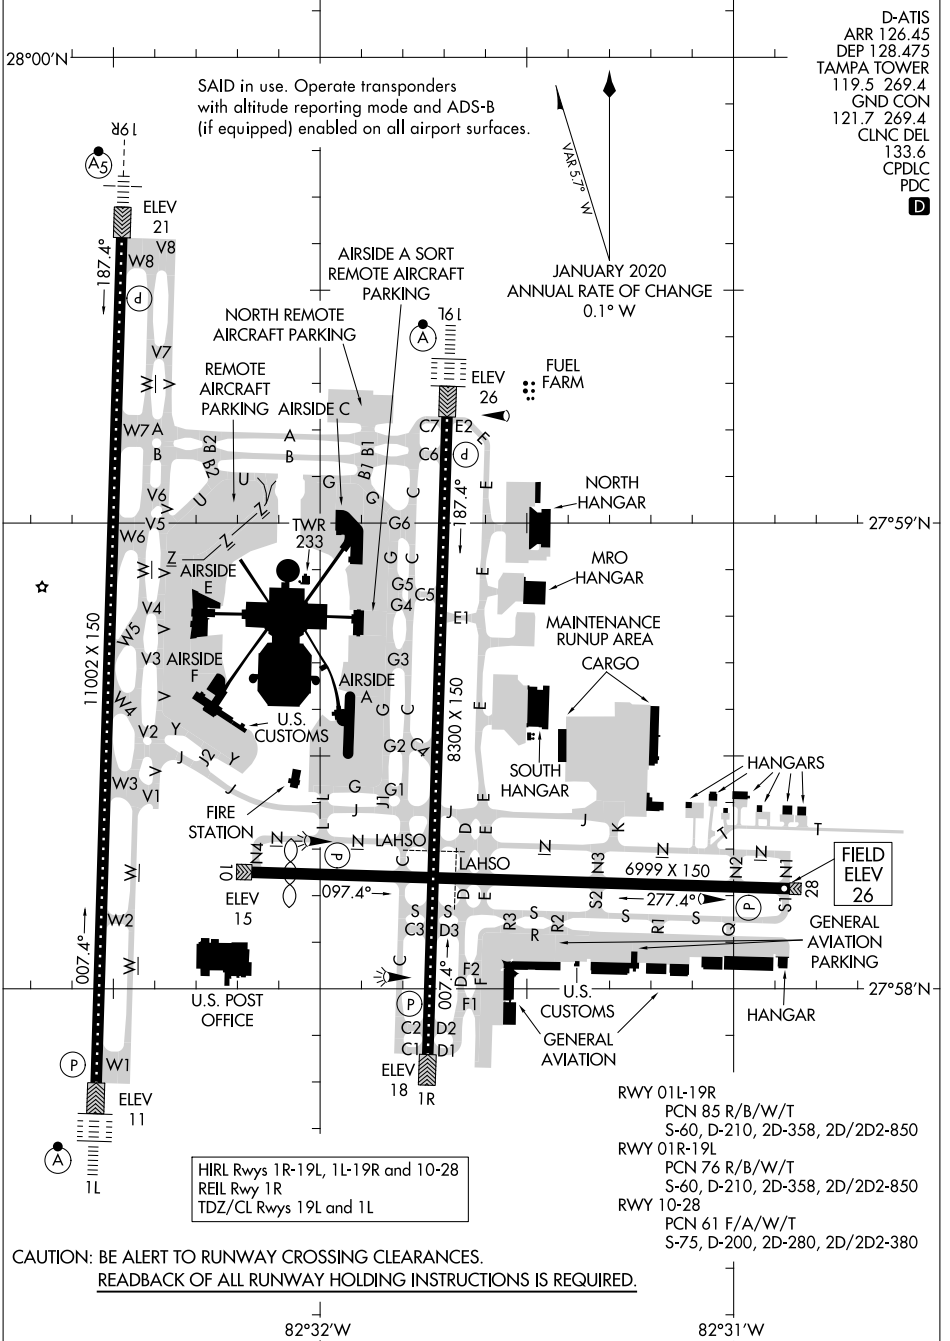 D-ATIS
ARR 126.45
DEP 128.475
TAMPA TOWER
119.5 269.4
GND CON
121.7 269.4
CLNC DEL
133.6
CPDLC
PDC
D
28°00'N
SAID in use. Operate transponders
with altitude reporting mode and ADS-B
(if equipped) enabled on all airport surfaces.
VAR 5.7° W
JANUARY 2020
ANNUAL RATE OF CHANGE
0.1° W
19R
A5
ELEV
21
187.4°
W8
V8
P
AIRSIDE A SORT
REMOTE AIRCRAFT
PARKING
NORTH REMOTE
AIRCRAFT PARKING
19L
A
V7
W
V
REMOTE
AIRCRAFT
PARKING
AIRSIDE C
ELEV
26
FUEL
FARM
W7
A
B
B2
B
B2
A
B
B1
B1
C7
E2
E
C6
P
V6
V
U
U
G
G
C
187.4°
E
NORTH
HANGAR
V5
W6
Z
Z
Z
TWR
233
G6
27°59'N
W
V
AIRSIDE
E
G
C
G5
C5
G4
E
E1
MRO
HANGAR
V4
W5
V
11002 X 150
MAINTENANCE
RUNUP AREA
CARGO
V3
AIRSIDE
F
G3
AIRSIDE
A
W4
V
V2
Y
J
J2
Y
J
U.S.
CUSTOMS
G
C
G2
C4
8300 X 150
E
SOUTH
HANGAR
HANGARS
W3
V
V1
FIRE
STATION
L
L
G
J
J1
G1
J
D
E
E
J
K
T
T
N4
N
N
P
LAHSO
C
LAHSO
N
N3
N
N2
N
N1
10
ELEV
15
097.4°
6999 X 150
277.4°
FIELD
ELEV
26
28
W
W2
007.4°
W
S
S
C3
D3
D
E
R3
S
R
R2
S2
S
R1
S
Q
P
S1
GENERAL
AVIATION
PARKING
U.S. POST
OFFICE
C
P
007.4°
D
F2
F
F1
U.S.
CUSTOMS
27°58'N
HANGAR
GENERAL
AVIATION
C2
D2
C1
D1
ELEV
18
1R
P
W1
ELEV
11
A
1L
RWY 01L-19R
PCN 85 R/B/W/T
S-60, D-210, 2D-358, 2D/2D2-850
RWY 01R-19L
PCN 76 R/B/W/T
S-60, D-210, 2D-358, 2D/2D2-850
RWY 10-28
PCN 61 F/A/W/T
S-75, D-200, 2D-280, 2D/2D2-380
HIRL Rwys 1R-19L, 1L-19R and 10-28
REIL Rwy 1R
TDZ/CL Rwys 19L and 1L
CAUTION: BE ALERT TO RUNWAY CROSSING CLEARANCES.
READBACK OF ALL RUNWAY HOLDING INSTRUCTIONS IS REQUIRED.
82°32'W
82°31'W